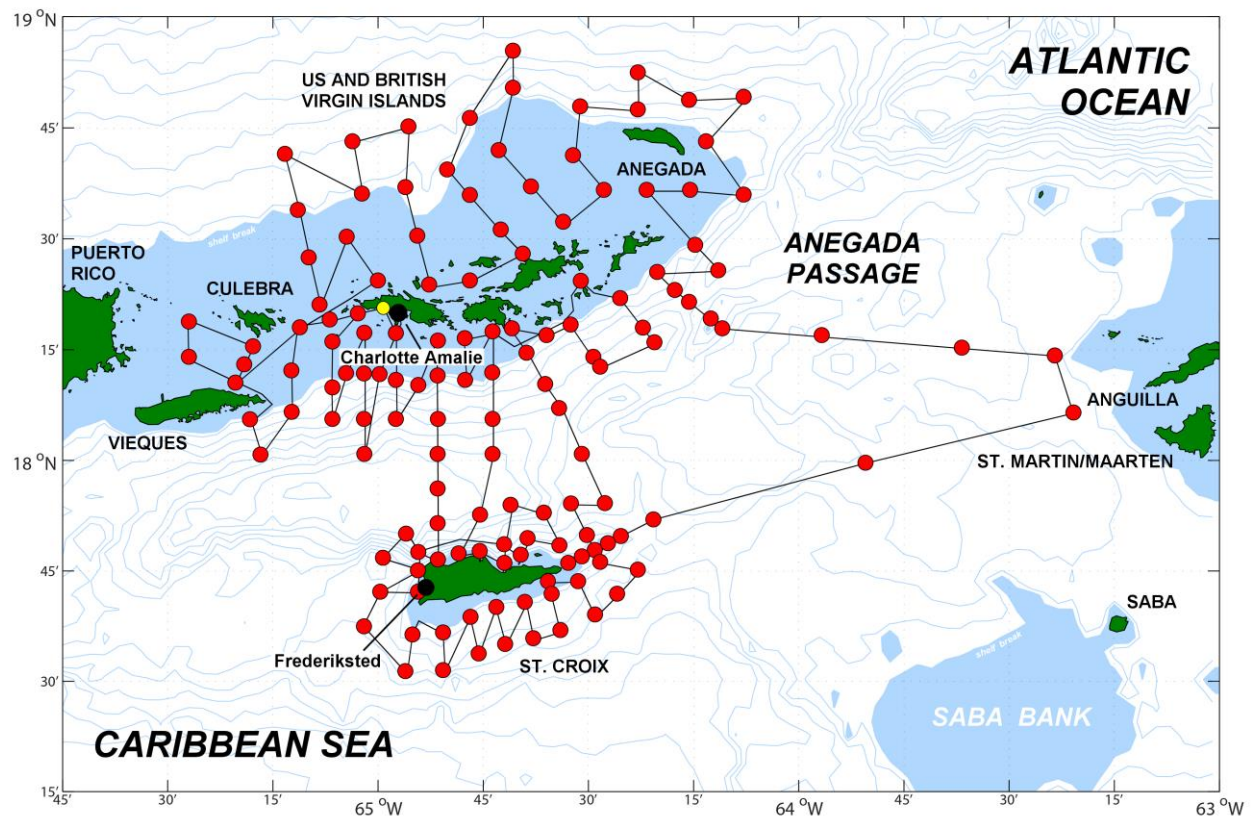 19 °N
ATLANTIC
OCEAN
US AND BRITISH
VIRGIN ISLANDS
45'
ANEGADA
shelf break
30'
ANEGADA
PASSAGE
PUERTO
RICO
CULEBRA
15'
Charlotte Amalie
ANGUILLA
VIEQUES
18 °N
ST. MARTIN/MAARTEN
45'
SABA
shelf break
Frederiksted
ST. CROIX
30'
SABA BANK
CARIBBEAN SEA
15'
45'
30'
15'
65 °W
45'
30'
15'
64 °W
45'
30'
15'
63 °W